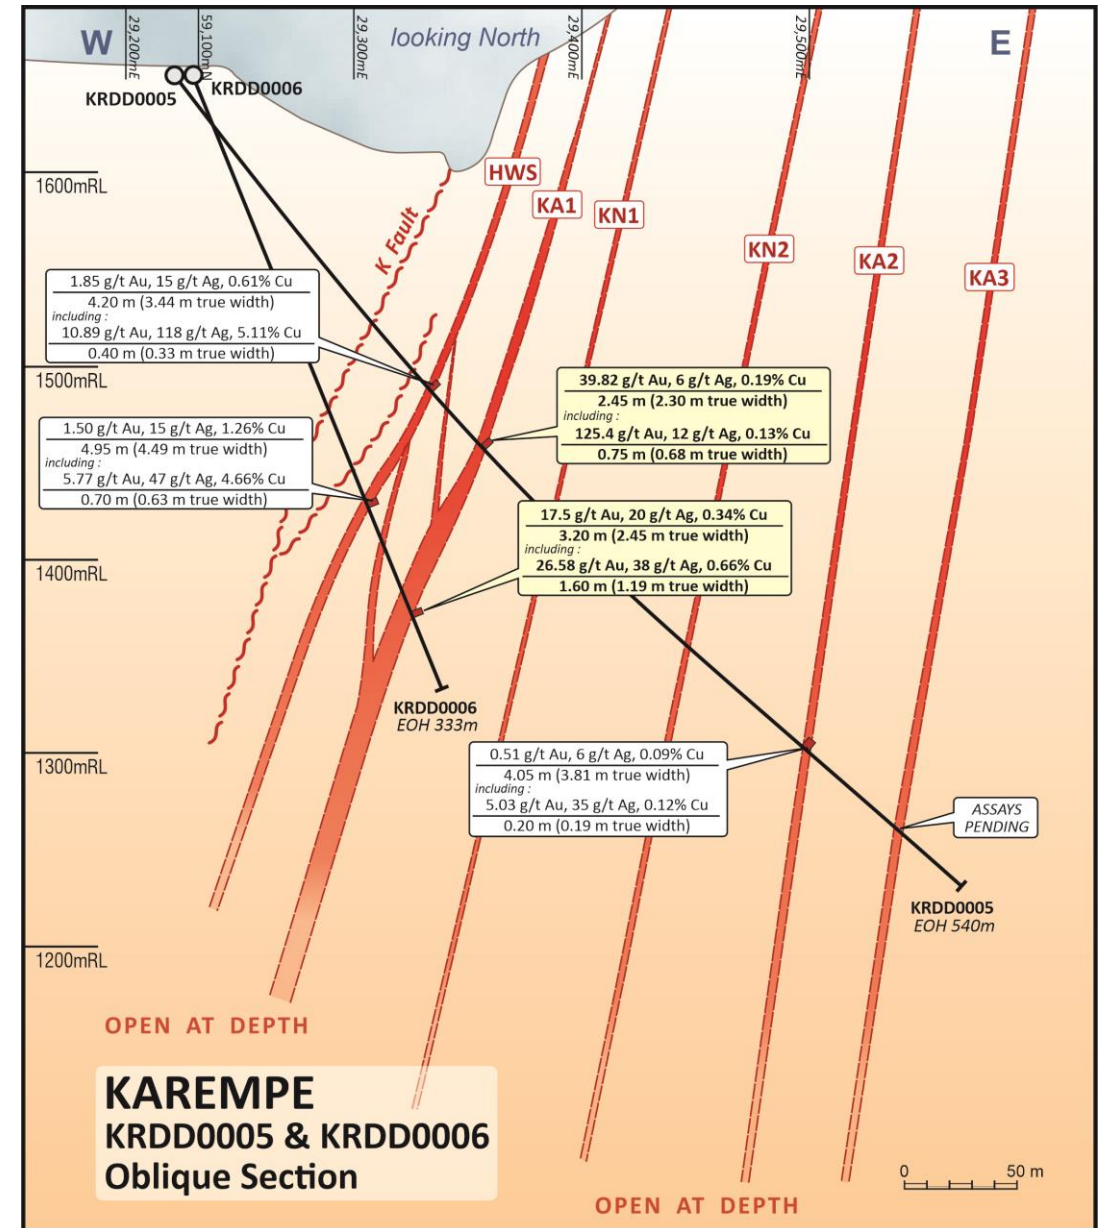 W
29,200mE
59,100mN
29,300mE
looking North
29,400mE
29,500mE
E
KRDD0005
KRDD0006
1600mRL
HWS
KA1
KN1
K Fault
KN2
KA2
KA3
1.85 g/t Au, 15 g/t Ag, 0.61% Cu
4.20 m (3.44 m true width)
including :
10.89 g/t Au, 118 g/t Ag, 5.11% Cu
0.40 m (0.33 m true width)
1500mRL
39.82 g/t Au, 6 g/t Ag, 0.19% Cu
2.45 m (2.30 m true width)
including :
125.4 g/t Au, 12 g/t Ag, 0.13% Cu
0.75 m (0.68 m true width)
1.50 g/t Au, 15 g/t Ag, 1.26% Cu
4.95 m (4.49 m true width)
including :
5.77 g/t Au, 47 g/t Ag, 4.66% Cu
0.70 m (0.63 m true width)
17.5 g/t Au, 20 g/t Ag, 0.34% Cu
3.20 m (2.45 m true width)
including :
26.58 g/t Au, 38 g/t Ag, 0.66% Cu
1.60 m (1.19 m true width)
1400mRL
KRDD0006
EOH 333m
1300mRL
0.51 g/t Au, 6 g/t Ag, 0.09% Cu
4.05 m (3.81 m true width)
including :
5.03 g/t Au, 35 g/t Ag, 0.12% Cu
0.20 m (0.19 m true width)
ASSAYS
PENDING
KRDD0005
EOH 540m
1200mRL
OPEN AT DEPTH
KAREMPE
KRDD0005 & KRDD0006
Oblique Section
0 50 m
OPEN AT DEPTH